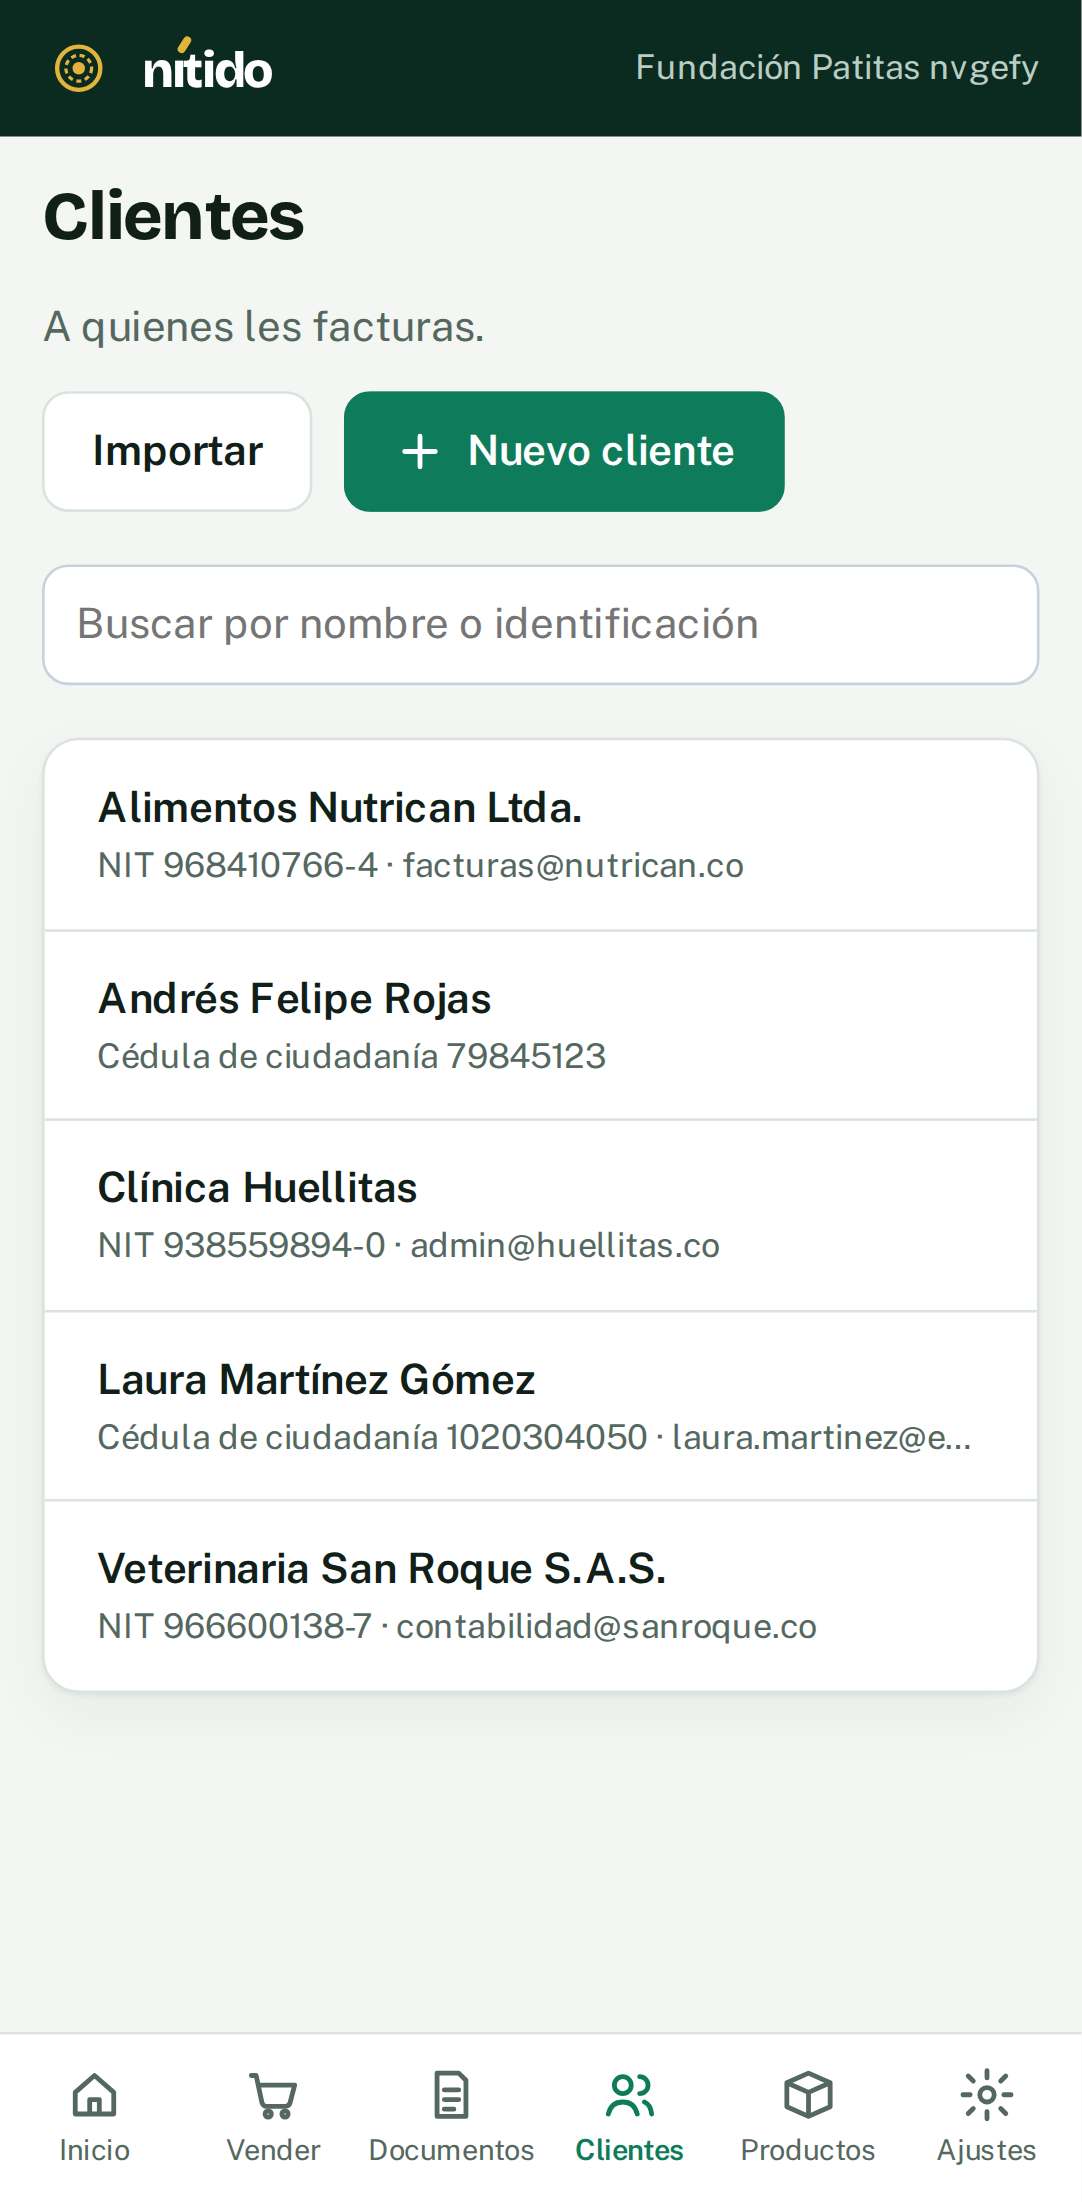 nítido
Fundación Patitas nvgefy
Clientes
A quienes les facturas.
Importar
+ Nuevo cliente
Buscar por nombre o identificación
Alimentos Nutrican Ltda.
NIT 968410766-4 · facturas@nutrican.co
Andrés Felipe Rojas
Cédula de ciudadanía 79845123
Clínica Huellitas
NIT 938559894-0 · admin@huellitas.co
Laura Martínez Gómez
Cédula de ciudadanía 1020304050 · laura.martinez@e...
Veterinaria San Roque S.A.S.
NIT 966600138-7 · contabilidad@sanroque.co
Inicio Vender Documentos Clientes Productos Ajustes